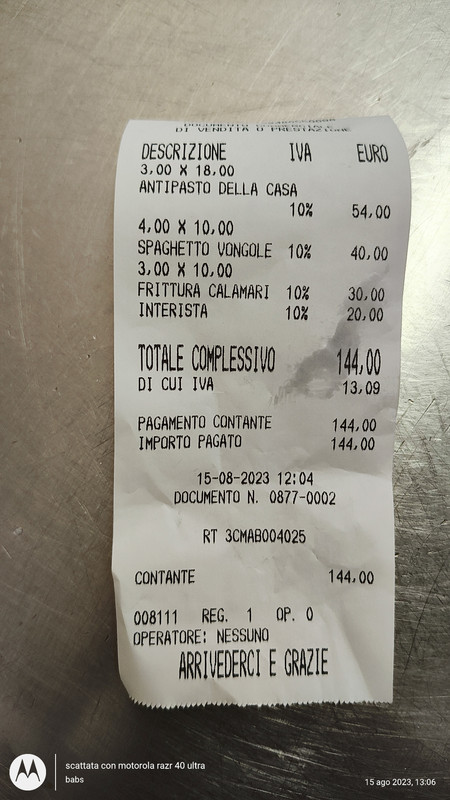 DI VENDITA O PRESTAZIONE
DESCRIZIONE IVA EURO
3,00 X 18,00
ANTIPASTO DELLA CASA
10% 54,00
4,00 X 10,00
SPAGHETTO VONGOLE 10% 40,00
3,00 X 10,00
FRITTURA CALAMARI 10% 30,00
INTERISTA 10% 20,00
TOTALE COMPLESSIVO 144,00
DI CUI IVA 13,09
PAGAMENTO CONTANTE 144,00
IMPORTO PAGATO 144,00
15-08-2023 12:04
DOCUMENTO N. 0877-0002
RT 3CMAB004025
CONTANTE 144,00
008111 REG. 1 OP. 0
OPERATORE: NESSUNO
ARRIVEDERCI E GRAZIE
scattata con motorola razr 40 ultra
babs
15 ago 2023, 13:06